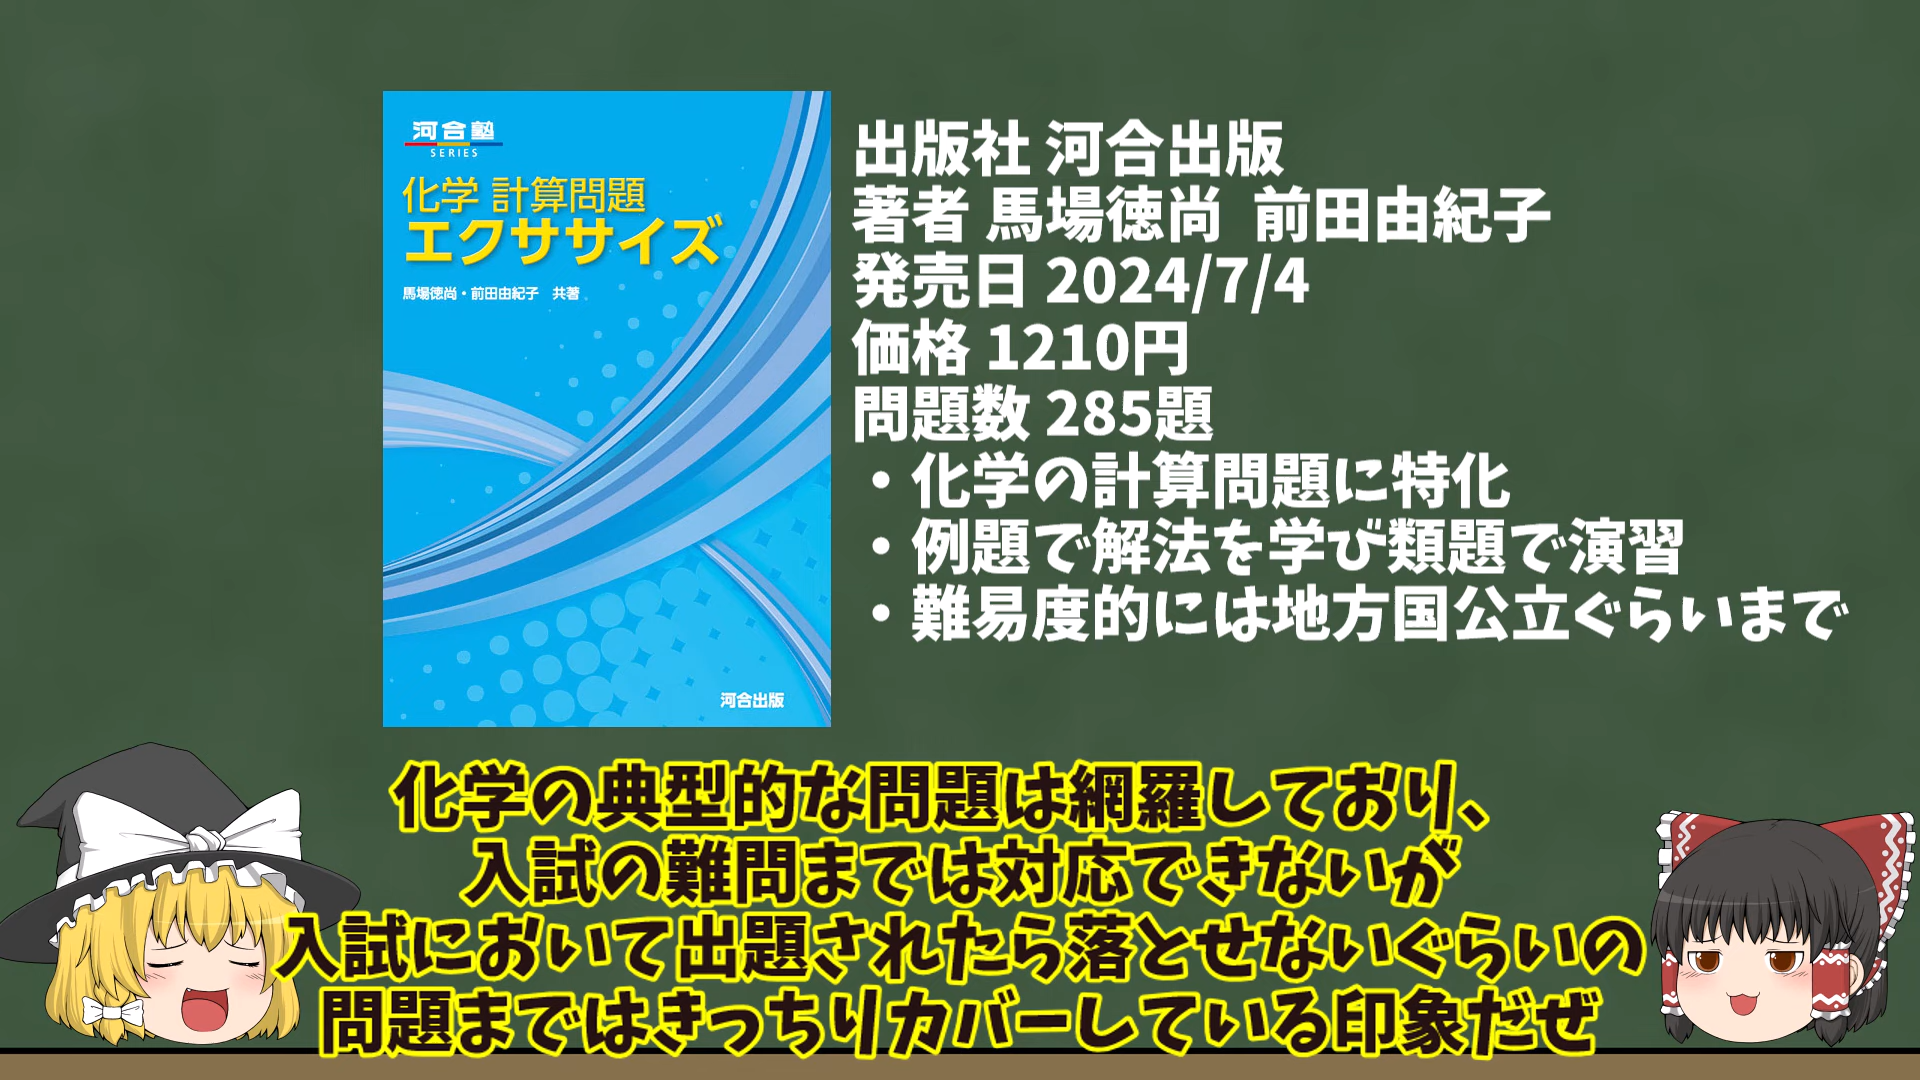 河合塾
SERIES
化学 計算問題
エクササイズ
馬場徳尚・前田由紀子 共著
河合出版
出版社 河合出版
著者 馬場徳尚 前田由紀子
発売日 2024/7/4
価格 1210円
問題数 285題
・化学の計算問題に特化
・例題で解法を学び類題で演習
・難易度的には地方国公立ぐらいまで
化学の典型的な問題は網羅しており、
入試の難問までは対応できないが
入試において出題されたら落とせないぐらいの
問題まではきっちりカバーしている印象だぜ